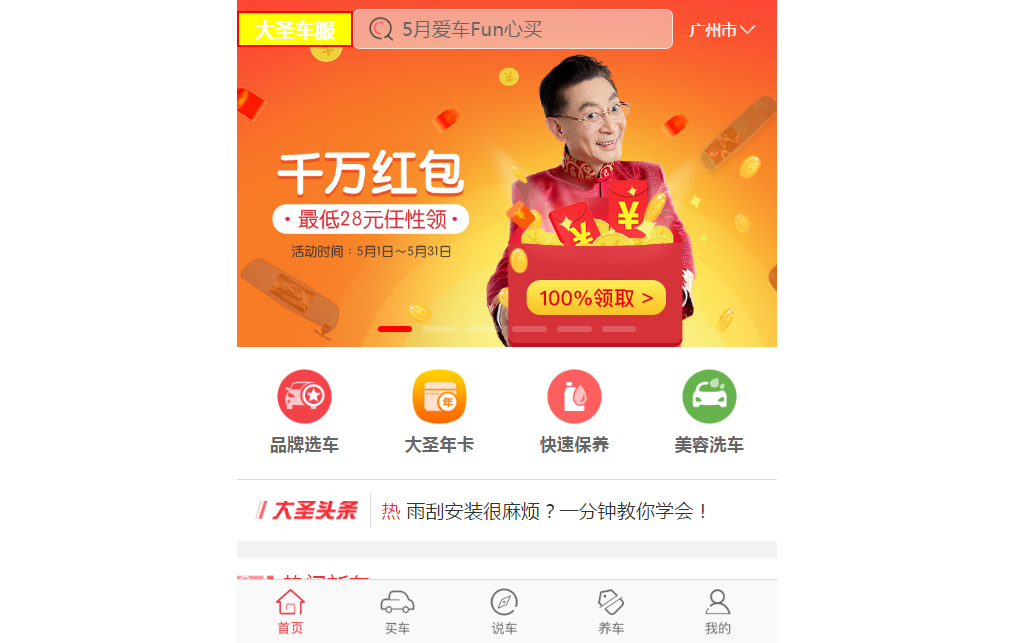 大圣车服
5月爱车Fun心买
广州市
千万红包
·最低28元任性领·
活动时间：5月1日～5月31日
¥
¥
100%领取 >
品牌选车
年
大圣年卡
快速保养
美容洗车
大圣头条
热 雨刮安装很麻烦？一分钟教你学会！
首页
买车
说车
养车
我的